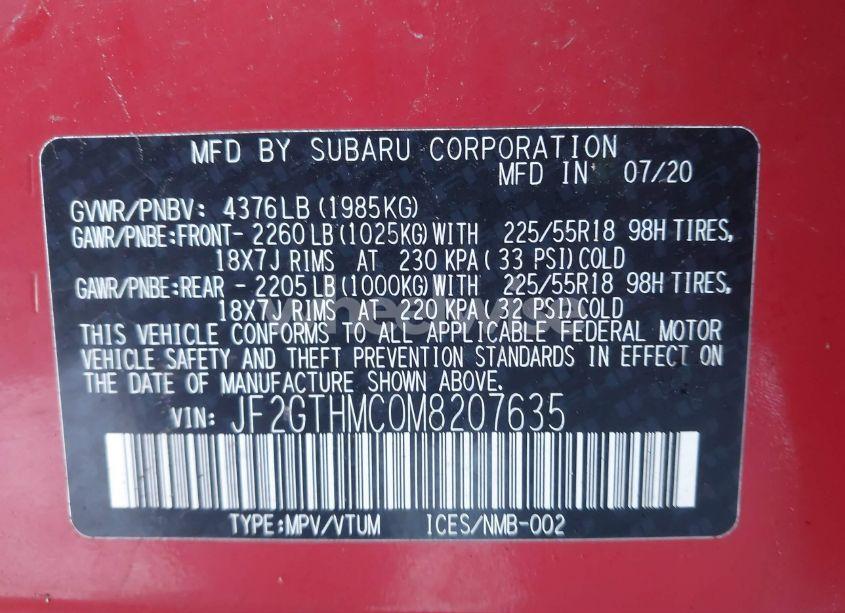 MFD BY SUBARU CORPORATION
MFD IN 07/20
GVWR/PNBV: 4376LB (1985KG)
GAWR/PNBE:FRONT- 2260LB (1025KG) WITH 225/55R18 98H TIRES,
18X7J RIMS AT 230 KPA ( 33 PSI) COLD
GAWR/PNBE:REAR - 2205LB (1000KG) WITH 225/55R18 98H TIRES,
18X7J RIMS AT 220 KPA (32 PSI) COLD
THIS VEHICLE CONFORMS TO ALL APPLICABLE FEDERAL MOTOR
VEHICLE SAFETY AND THEFT PREVENTION STANDARDS IN EFFECT ON
THE DATE OF MANUFACTURE SHOWN ABOVE.
VIN: JF2GTHMC0M8207635
TYPE:MPV/VTUM ICES/NMB-002